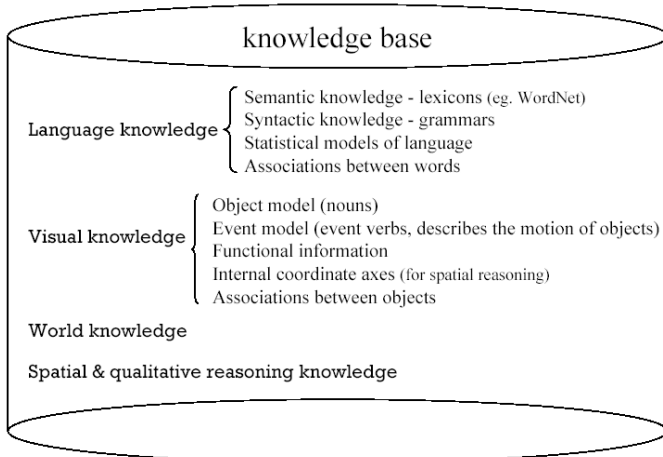 knowledge base
Language knowledge
Semantic knowledge - lexicons (eg. WordNet)
Syntactic knowledge - grammars
Statistical models of language
Associations between words
Visual knowledge
Object model (nouns)
Event model (event verbs, describes the motion of objects)
Functional information
Internal coordinate axes (for spatial reasoning)
Associations between objects
World knowledge
Spatial & qualitative reasoning knowledge